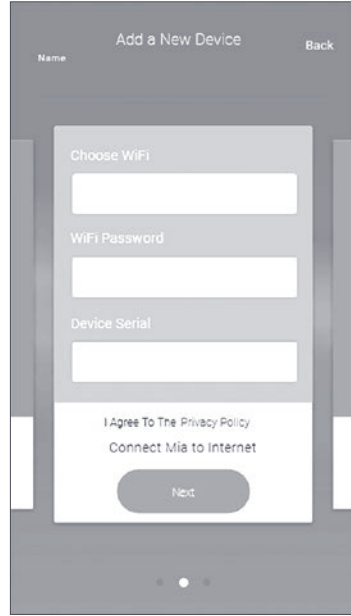 Add a New Device
Back
Name
Choose WiFi
WiFi Password
Device Serial
I Agree To The Privacy Policy
Connect Mia to Internet
Next